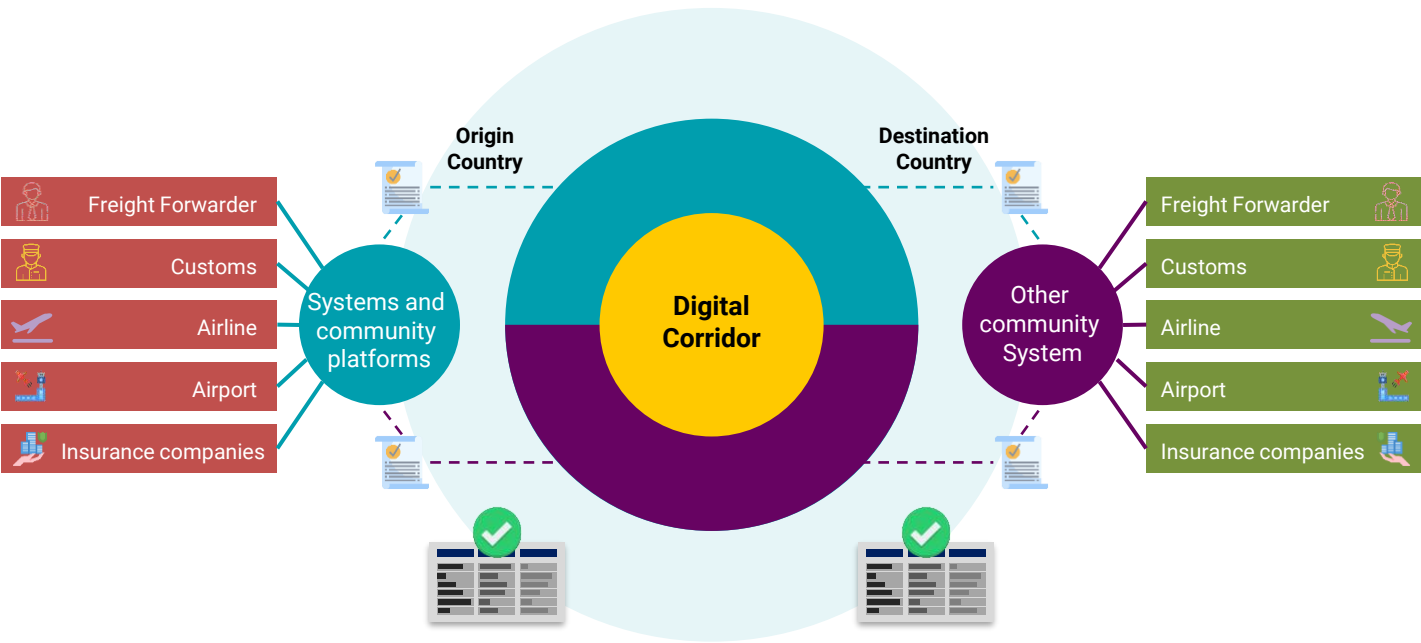 Origin
Country
Destination
Country
Freight Forwarder
Customs
Airline
Airport
Insurance companies
Systems and
community
platforms
Digital
Corridor
Other
community
System
Freight Forwarder
Customs
Airline
Airport
Insurance companies